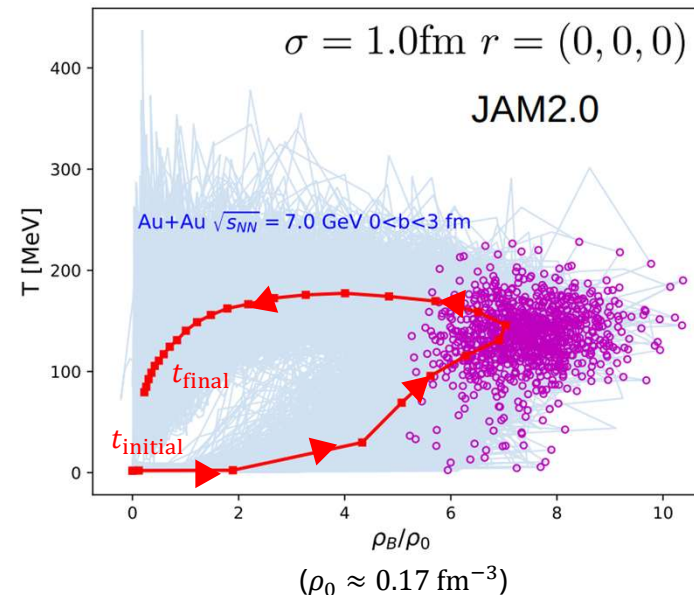 σ = 1.0fm r = (0, 0, 0)
JAM2.0
Au+Au √s_NN = 7.0 GeV 0<b<3 fm
T [MeV]
400
300
200
100
0
t_final
t_initial
0 2 4 6 8 10
ρ_B/ρ_0
(ρ_0 ≈ 0.17 fm⁻³)